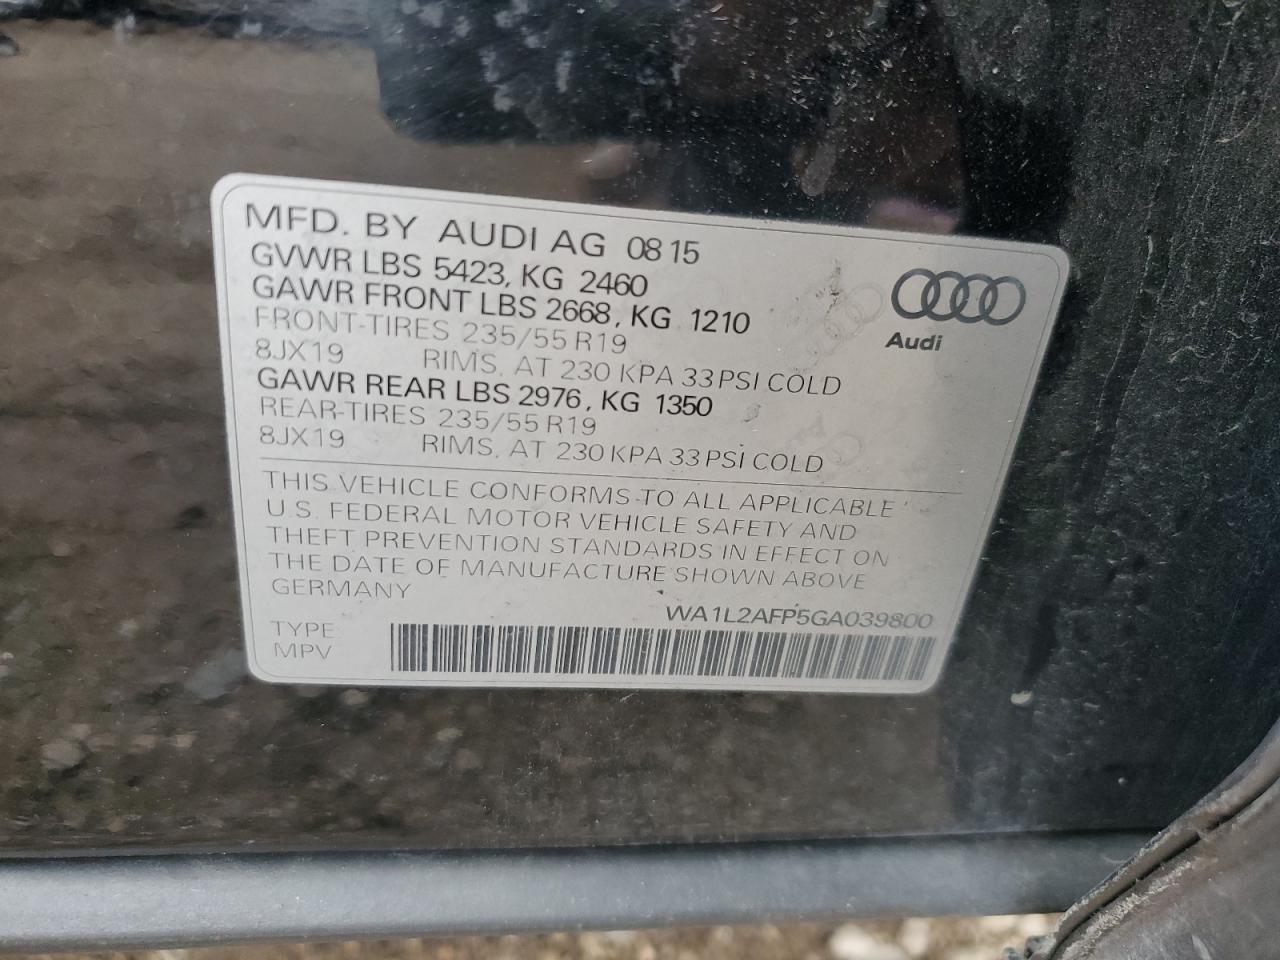 MFD. BY AUDI AG 08 15
GVWR LBS 5423, KG 2460
GAWR FRONT LBS 2668, KG 1210
FRONT-TIRES 235/55 R19
8JX19 RIMS, AT 230 KPA 33 PSI COLD
GAWR REAR LBS 2976, KG 1350
REAR-TIRES 235/55 R19
8JX19 RIMS, AT 230 KPA 33 PSI COLD
Audi
THIS VEHICLE CONFORMS TO ALL APPLICABLE
U.S. FEDERAL MOTOR VEHICLE SAFETY AND
THEFT PREVENTION STANDARDS IN EFFECT ON
THE DATE OF MANUFACTURE SHOWN ABOVE
GERMANY
WA1L2AFP5GA039800
TYPE
MPV